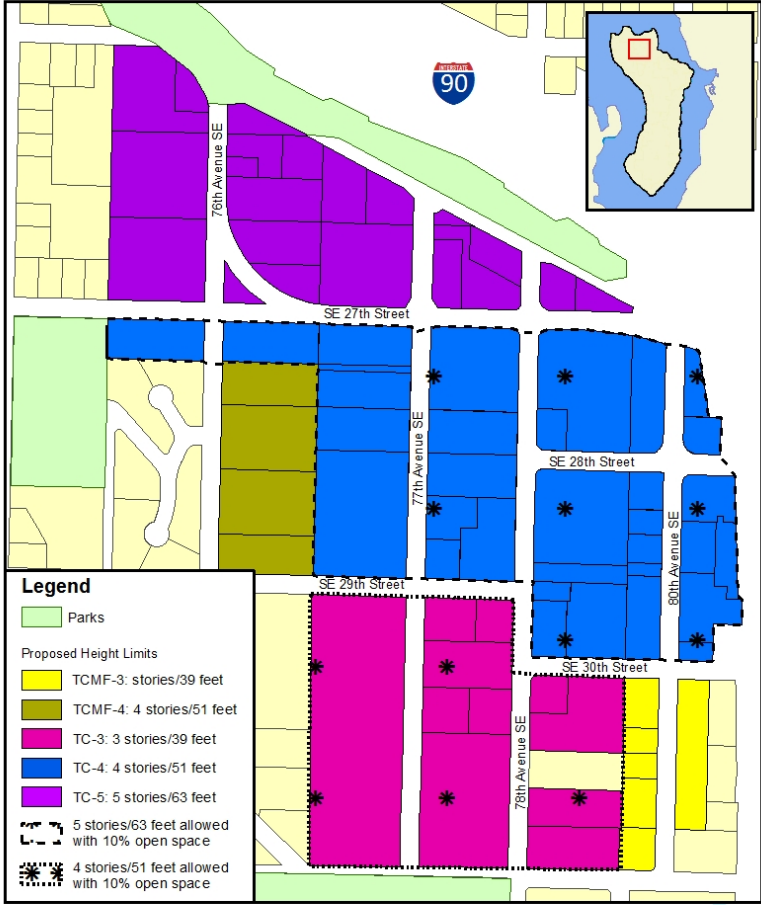 INTERSTATE
90
76th Avenue SE
SE 27th Street
77th Avenue SE
SE 28th Street
80th Avenue SE
SE 29th Street
SE 30th Street
78th Avenue SE
Legend
Parks
Proposed Height Limits
TCMF-3: stories/39 feet
TCMF-4: 4 stories/51 feet
TC-3: 3 stories/39 feet
TC-4: 4 stories/51 feet
TC-5: 5 stories/63 feet
5 stories/63 feet allowed
with 10% open space
4 stories/51 feet allowed
with 10% open space